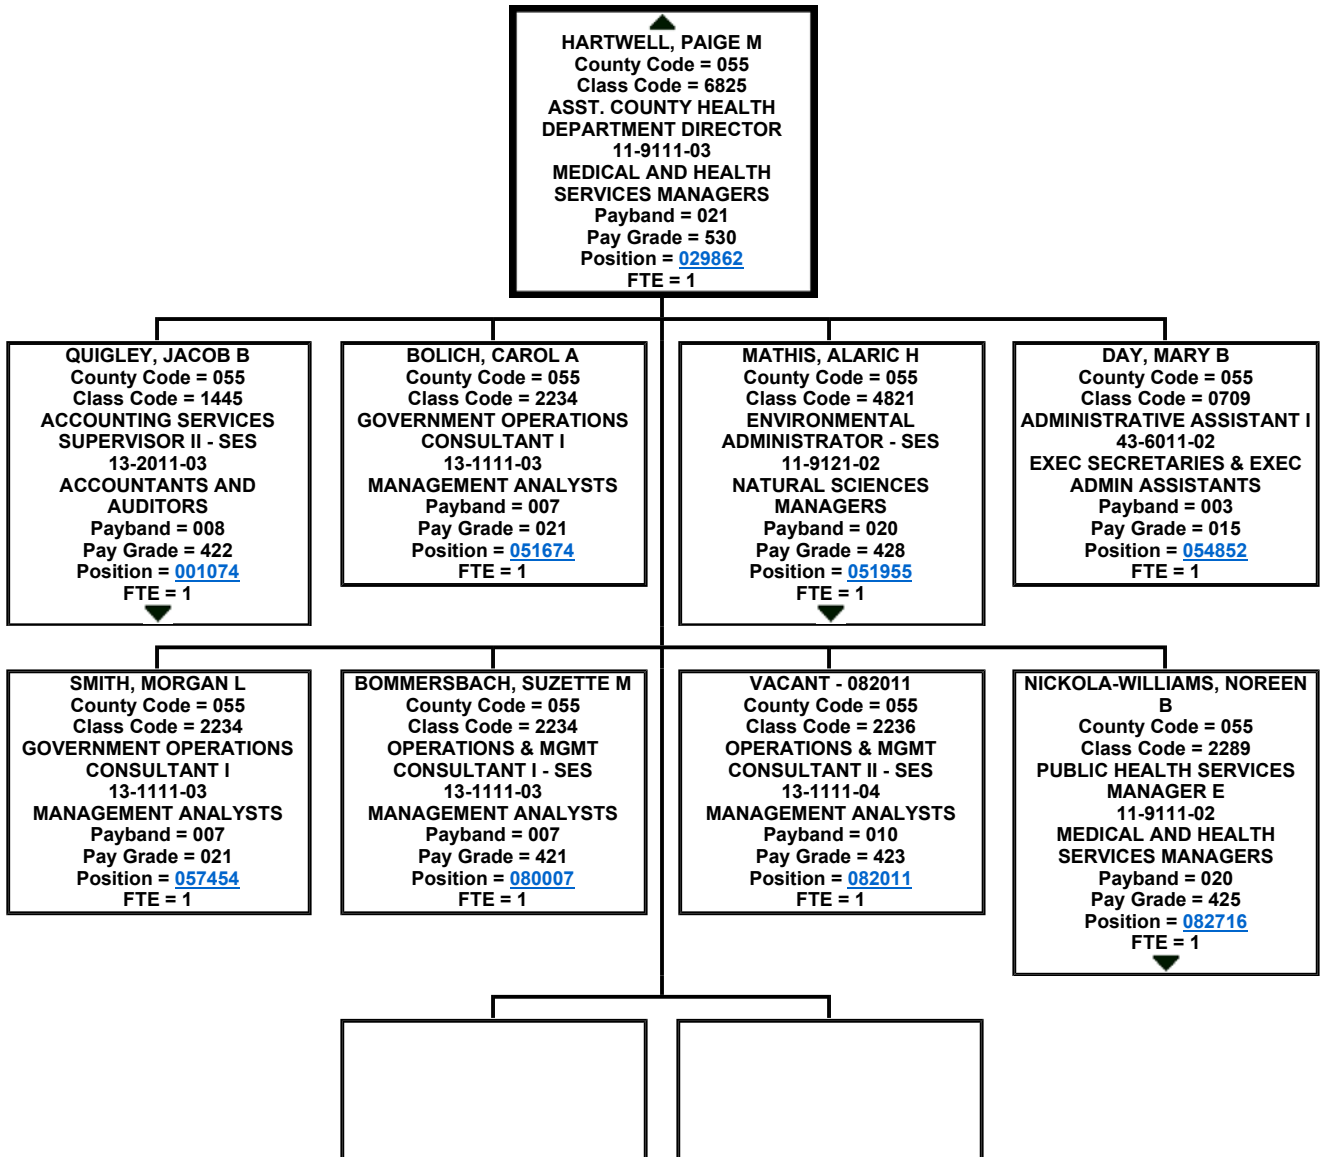 HARTWELL, PAIGE M
County Code = 055
Class Code = 6825
ASST. COUNTY HEALTH
DEPARTMENT DIRECTOR
11-9111-03
MEDICAL AND HEALTH
SERVICES MANAGERS
Payband = 021
Pay Grade = 530
Position = 029862
FTE = 1
QUIGLEY, JACOB B
County Code = 055
Class Code = 1445
ACCOUNTING SERVICES
SUPERVISOR II - SES
13-2011-03
ACCOUNTANTS AND
AUDITORS
Payband = 008
Pay Grade = 422
Position = 001074
FTE = 1
BOLICH, CAROL A
County Code = 055
Class Code = 2234
GOVERNMENT OPERATIONS
CONSULTANT I
13-1111-03
MANAGEMENT ANALYSTS
Payband = 007
Pay Grade = 021
Position = 051674
FTE = 1
MATHIS, ALARIC H
County Code = 055
Class Code = 4821
ENVIRONMENTAL
ADMINISTRATOR - SES
11-9121-02
NATURAL SCIENCES
MANAGERS
Payband = 020
Pay Grade = 428
Position = 051955
FTE = 1
DAY, MARY B
County Code = 055
Class Code = 0709
ADMINISTRATIVE ASSISTANT I
43-6011-02
EXEC SECRETARIES & EXEC
ADMIN ASSISTANTS
Payband = 003
Pay Grade = 015
Position = 054852
FTE = 1
SMITH, MORGAN L
County Code = 055
Class Code = 2234
GOVERNMENT OPERATIONS
CONSULTANT I
13-1111-03
MANAGEMENT ANALYSTS
Payband = 007
Pay Grade = 021
Position = 057454
FTE = 1
BOMMERSBACH, SUZETTE M
County Code = 055
Class Code = 2234
OPERATIONS & MGMT
CONSULTANT I - SES
13-1111-03
MANAGEMENT ANALYSTS
Payband = 007
Pay Grade = 421
Position = 080007
FTE = 1
VACANT - 082011
County Code = 055
Class Code = 2236
OPERATIONS & MGMT
CONSULTANT II - SES
13-1111-04
MANAGEMENT ANALYSTS
Payband = 010
Pay Grade = 423
Position = 082011
FTE = 1
NICKOLA-WILLIAMS, NOREEN
B
County Code = 055
Class Code = 2289
PUBLIC HEALTH SERVICES
MANAGER E
11-9111-02
MEDICAL AND HEALTH
SERVICES MANAGERS
Payband = 020
Pay Grade = 425
Position = 082716
FTE = 1